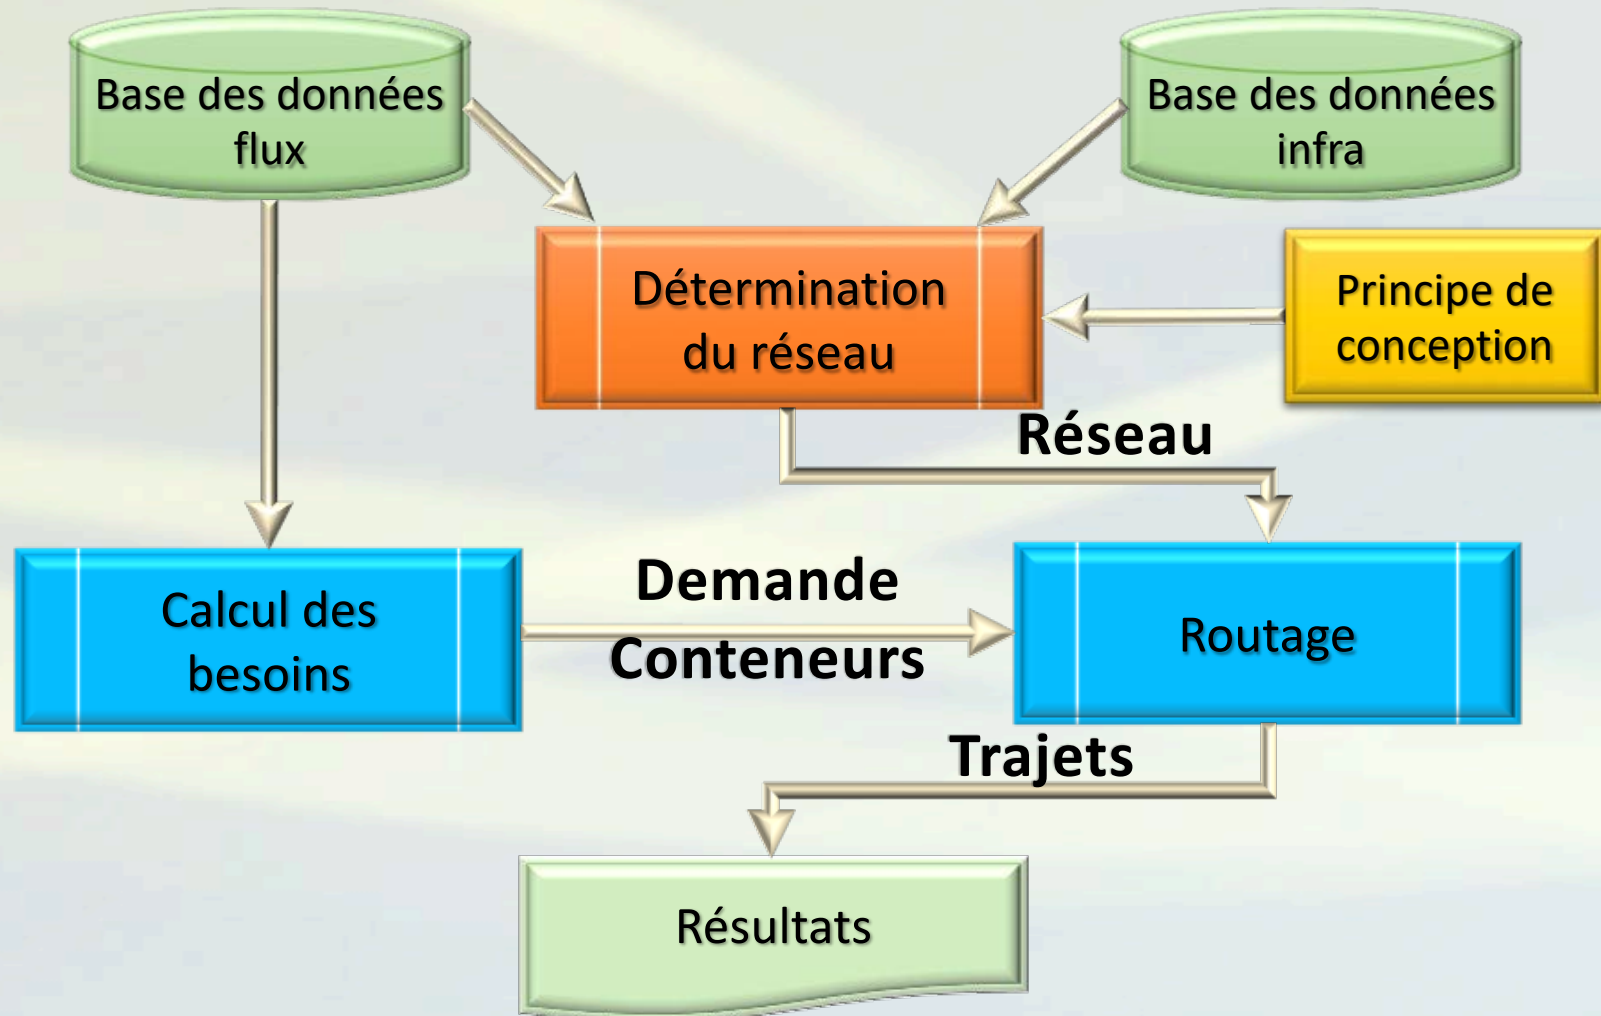 Base des données
flux
Base des données
infra
Détermination
du réseau
Principe de
conception
Réseau
Calcul des
besoins
Demande
Conteneurs
Routage
Trajets
Résultats